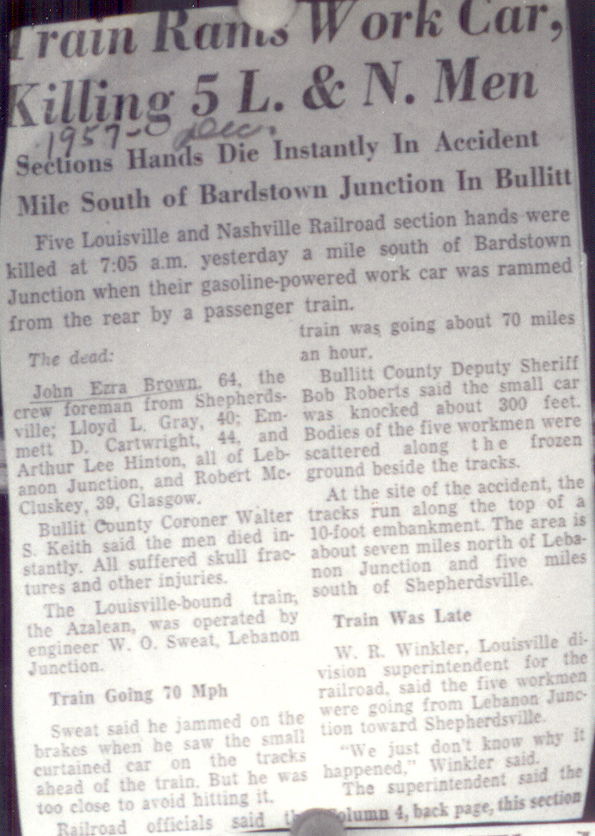 Train Rams Work Car,
Killing 5 L. & N. Men
1957- Dec.
Sections Hands Die Instantly In Accident
Mile South of Bardstown Junction In Bullitt
Five Louisville and Nashville Railroad section hands were
killed at 7:05 a.m. yesterday a mile south of Bardstown
Junction when their gasoline-powered work car was rammed
from the rear by a passenger train.
The dead:
John Ezra Brown, 64, the
crew foreman from Shepherds-
ville; Lloyd L. Gray, 40; Em-
mett D. Cartwright, 44, and
Arthur Lee Hinton, all of Leb-
anon Junction, and Robert Mc-
Cluskey, 39, Glasgow.
Bullit County Coroner Walter
S. Keith said the men died in-
stantly. All suffered skull frac-
tures and other injuries.
The Louisville-bound train,
the Azalean, was operated by
engineer W. O. Sweat, Lebanon
Junction.
Train Going 70 Mph
Sweat said he jammed on the
brakes when he saw the small
curtained car on the tracks
ahead of the train. But he was
too close to avoid hitting it.
Railroad officials said
train was going about 70 miles
an hour.
Bullitt County Deputy Sheriff
Bob Roberts said the small car
was knocked about 300 feet.
Bodies of the five workmen were
scattered along the frozen
ground beside the tracks.
At the site of the accident, the
tracks run along the top of a
10-foot embankment. The area is
about seven miles north of Leba-
non Junction and five miles
south of Shepherdsville.
Train Was Late
W. R. Winkler, Louisville di-
vision superintendent for the
railroad, said the five workmen
were going from Lebanon Junc-
tion toward Shepherdsville.
"We just don't know why it
happened," Winkler said.
The superintendent said the
Column 4, back page, this section